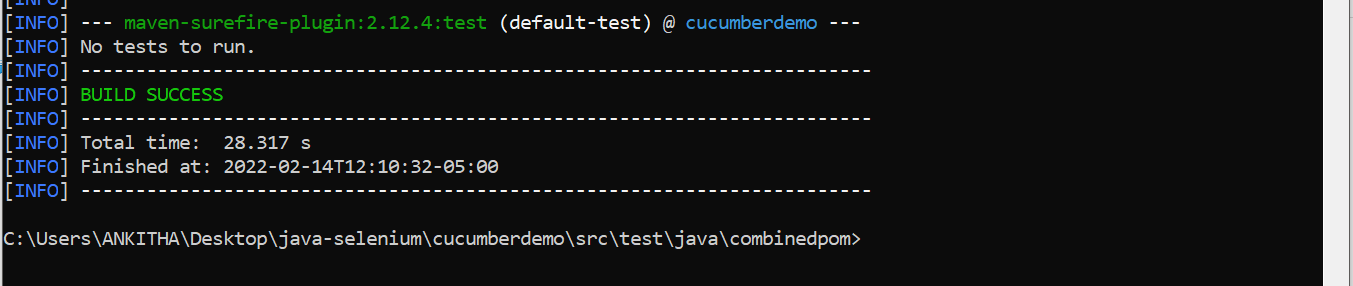 [INFO]
[INFO] --- maven-surefire-plugin:2.12.4:test (default-test) @ cucumberdemo ---
[INFO] No tests to run.
[INFO] ------------------------------------------------------------------------
[INFO] BUILD SUCCESS
[INFO] ------------------------------------------------------------------------
[INFO] Total time:  28.317 s
[INFO] Finished at: 2022-02-14T12:10:32-05:00
[INFO] ------------------------------------------------------------------------
C:\Users\ANKITHA\Desktop\java-selenium\cucumberdemo\src\test\java\combinedpom>